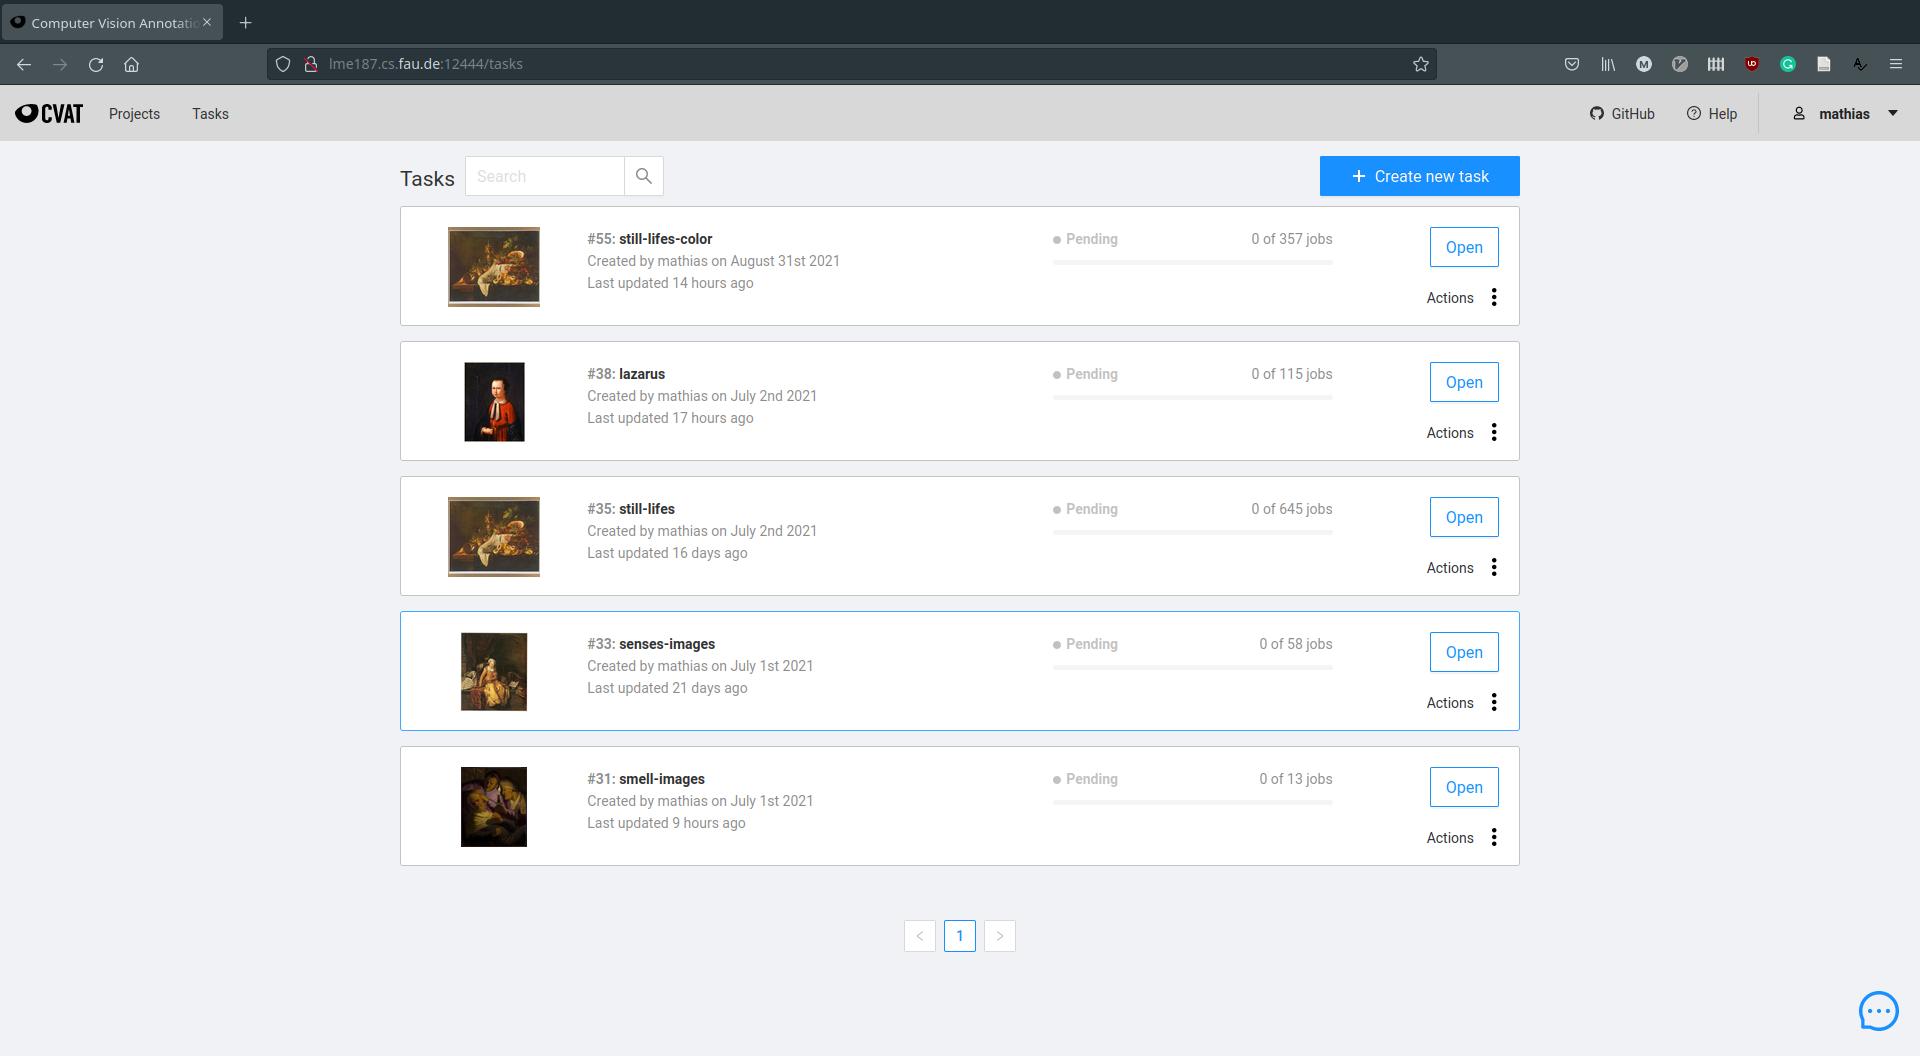 Computer Vision Annotatio
lme187.cs.fau.de:12444/tasks
CVAT Projects Tasks GitHub Help mathias
Tasks Search Create new task
#55: still-lifes-color Pending 0 of 357 jobs Open
Created by mathias on August 31st 2021
Last updated 14 hours ago
Actions
#38: lazarus Pending 0 of 115 jobs Open
Created by mathias on July 2nd 2021
Last updated 17 hours ago
Actions
#35: still-lifes Pending 0 of 645 jobs Open
Created by mathias on July 2nd 2021
Last updated 16 days ago
Actions
#33: senses-images Pending 0 of 58 jobs Open
Created by mathias on July 1st 2021
Last updated 21 days ago
Actions
#31: smell-images Pending 0 of 13 jobs Open
Created by mathias on July 1st 2021
Last updated 9 hours ago
Actions
< 1 >